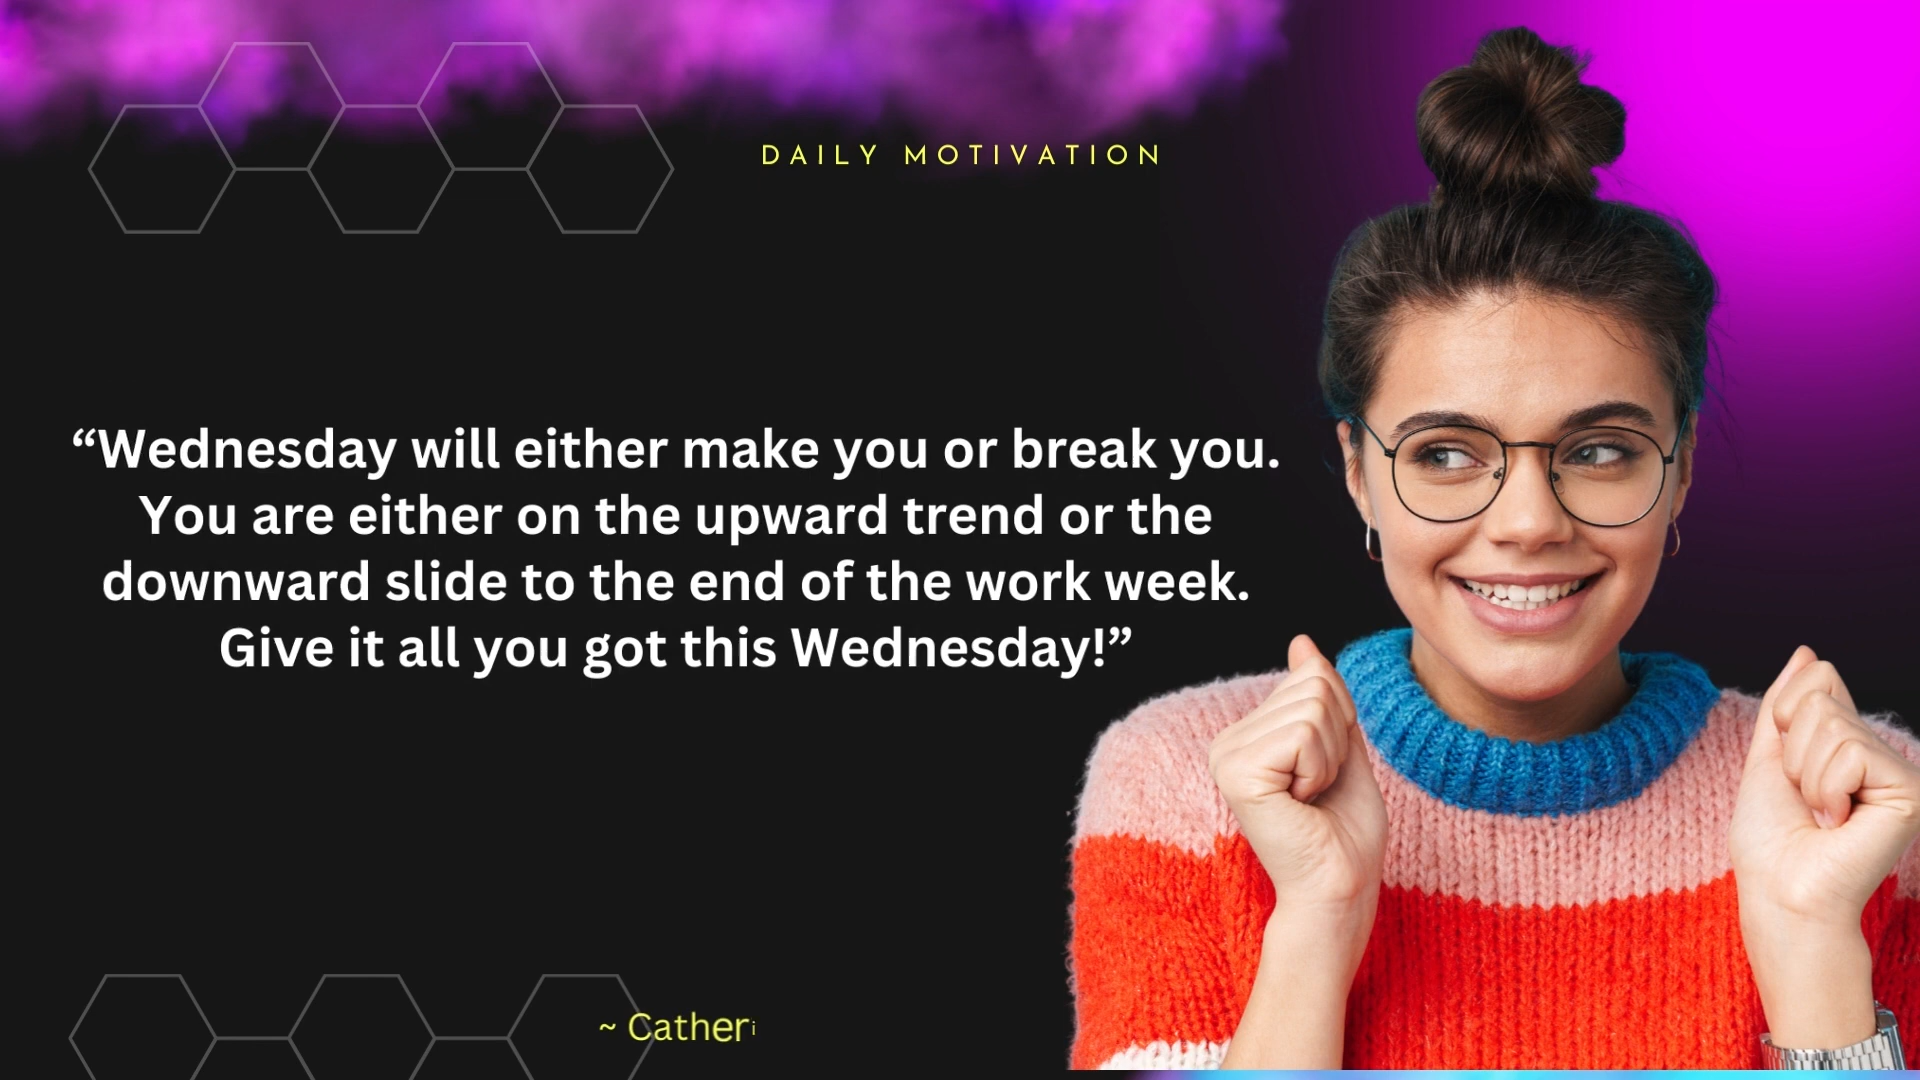 DAILY MOTIVATION
“Wednesday will either make you or break you.
You are either on the upward trend or the
downward slide to the end of the work week.
Give it all you got this Wednesday!”
~ Catheri